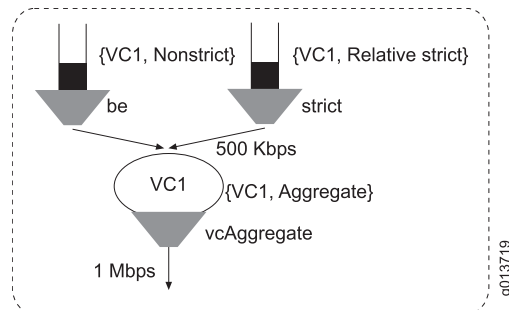 {VC1, Nonstrict}
{VC1, Relative strict}
be
strict
500 Kbps
VC1
{VC1, Aggregate}
vcAggregate
1 Mbps
g013719